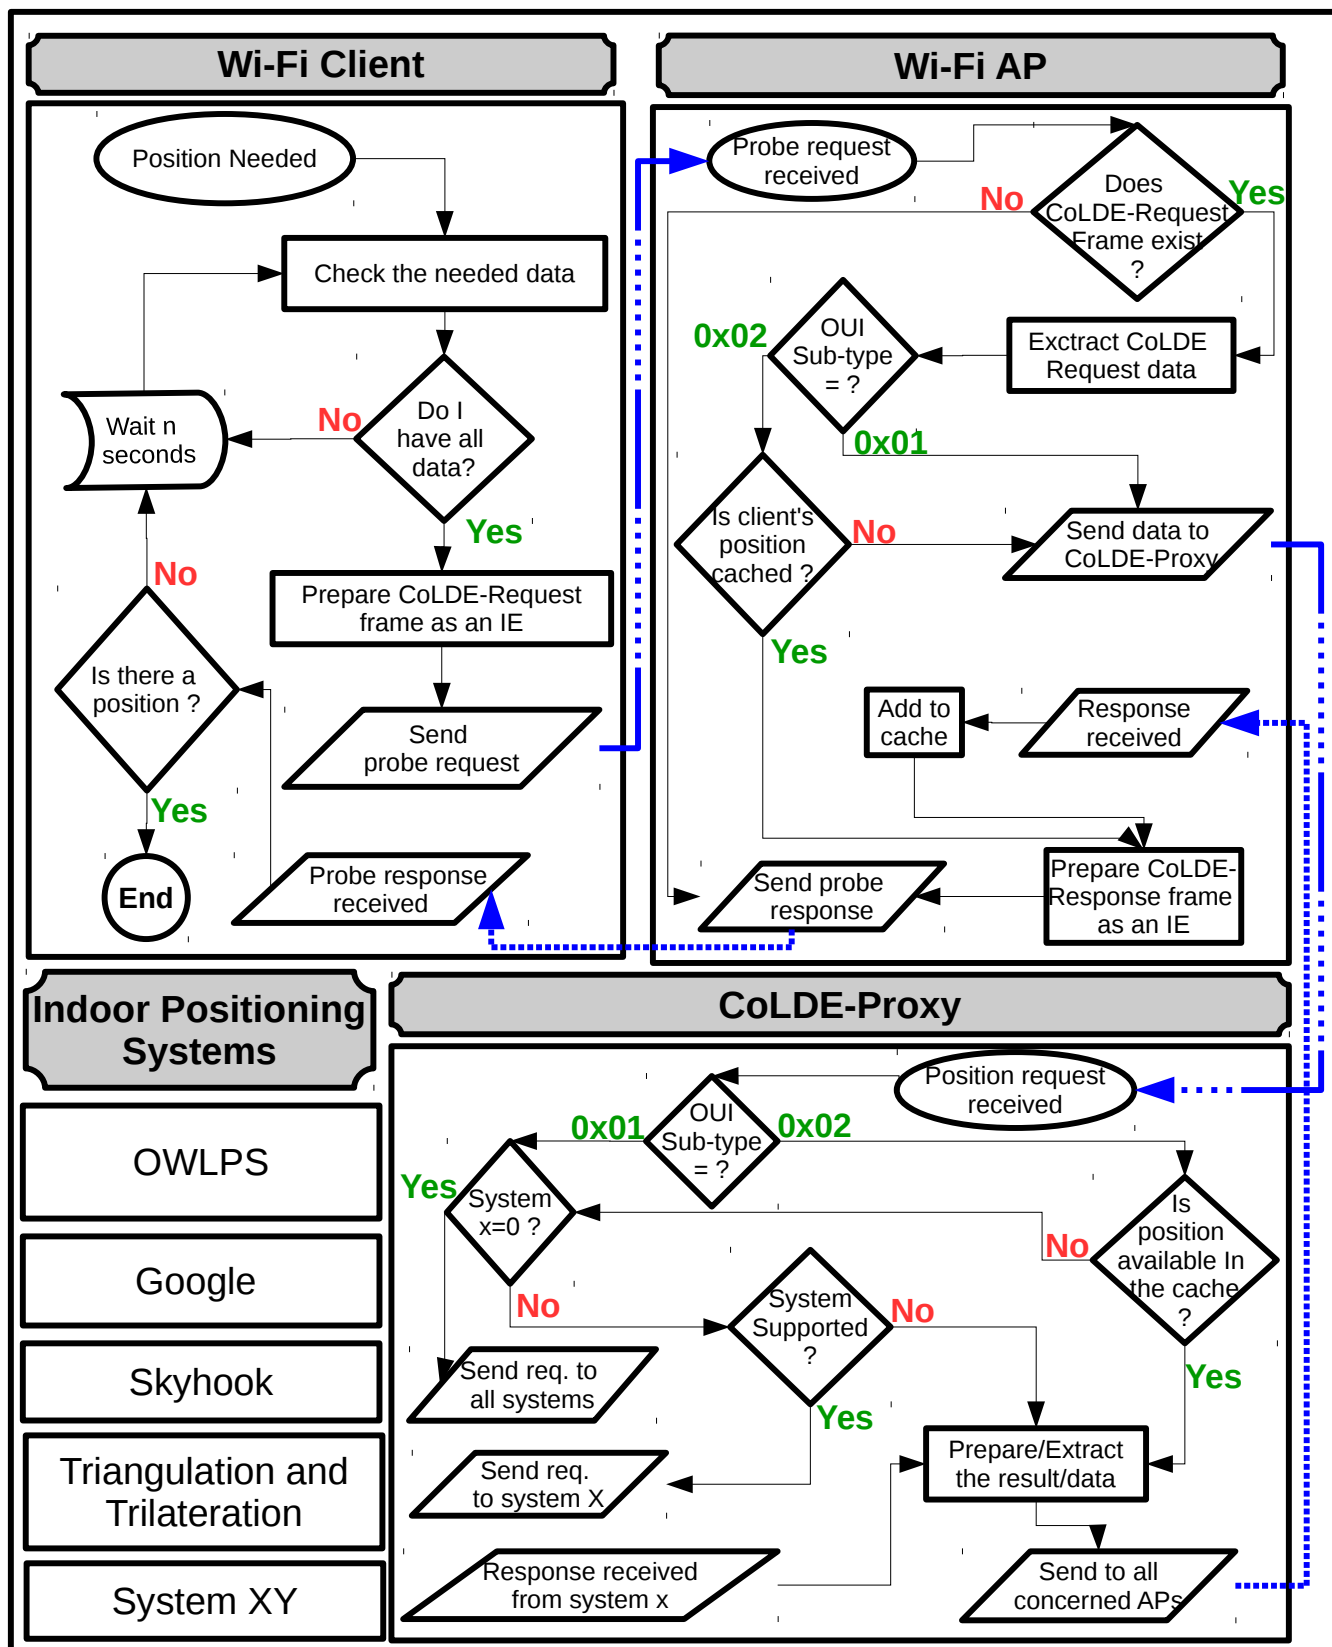 Wi-Fi Client
Position Needed
Check the needed data
Wait n
seconds
No
Do I
have all
data?
Yes
No
Prepare CoLDE-Request
frame as an IE
Is there a
position ?
Send
probe request
Yes
End
Probe response
received
Wi-Fi AP
Probe request
received
No
Does
CoLDE-Request
Frame exist
?
Yes
0x02
OUI
Sub-type
= ?
Exctract CoLDE
Request data
0x01
Is client's
position
cached ?
No
Send data to
CoLDE-Proxy
Yes
Add to
cache
Response
received
Send probe
response
Prepare CoLDE-
Response frame
as an IE
Indoor Positioning
Systems
OWLPS
Google
Skyhook
Triangulation and
Trilateration
System XY
CoLDE-Proxy
Position request
received
0x01
OUI
Sub-type
= ?
0x02
Yes
System
x=0 ?
Is
position
available In
the cache
?
No
No
System
Supported
?
No
Yes
Send req. to
all systems
Yes
Send req.
to system X
Prepare/Extract
the result/data
Response received
from system x
Send to all
concerned APs